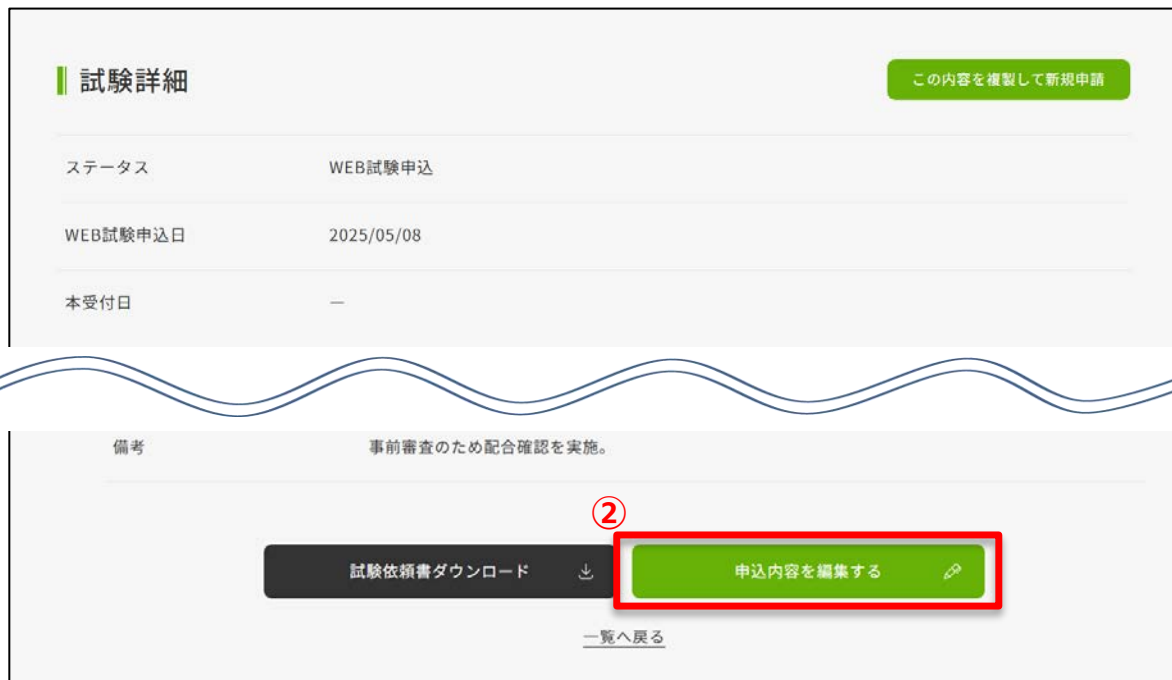 試験詳細
この内容を複製して新規申請
ステータス WEB試験申込
WEB試験申込日 2025/05/08
本受付日 —
備考 事前審査のため配合確認を実施。
②
試験依頼書ダウンロード 申込内容を編集する
一覧へ戻る